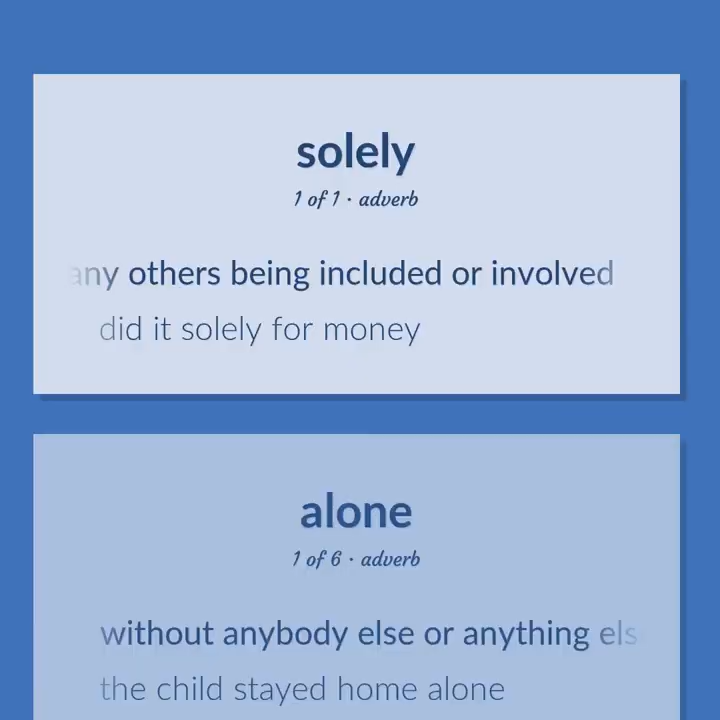 solely
1 of 1 · adverb
any others being included or involved
did it solely for money
alone
1 of 6 · adverb
without anybody else or anything els
the child stayed home alone